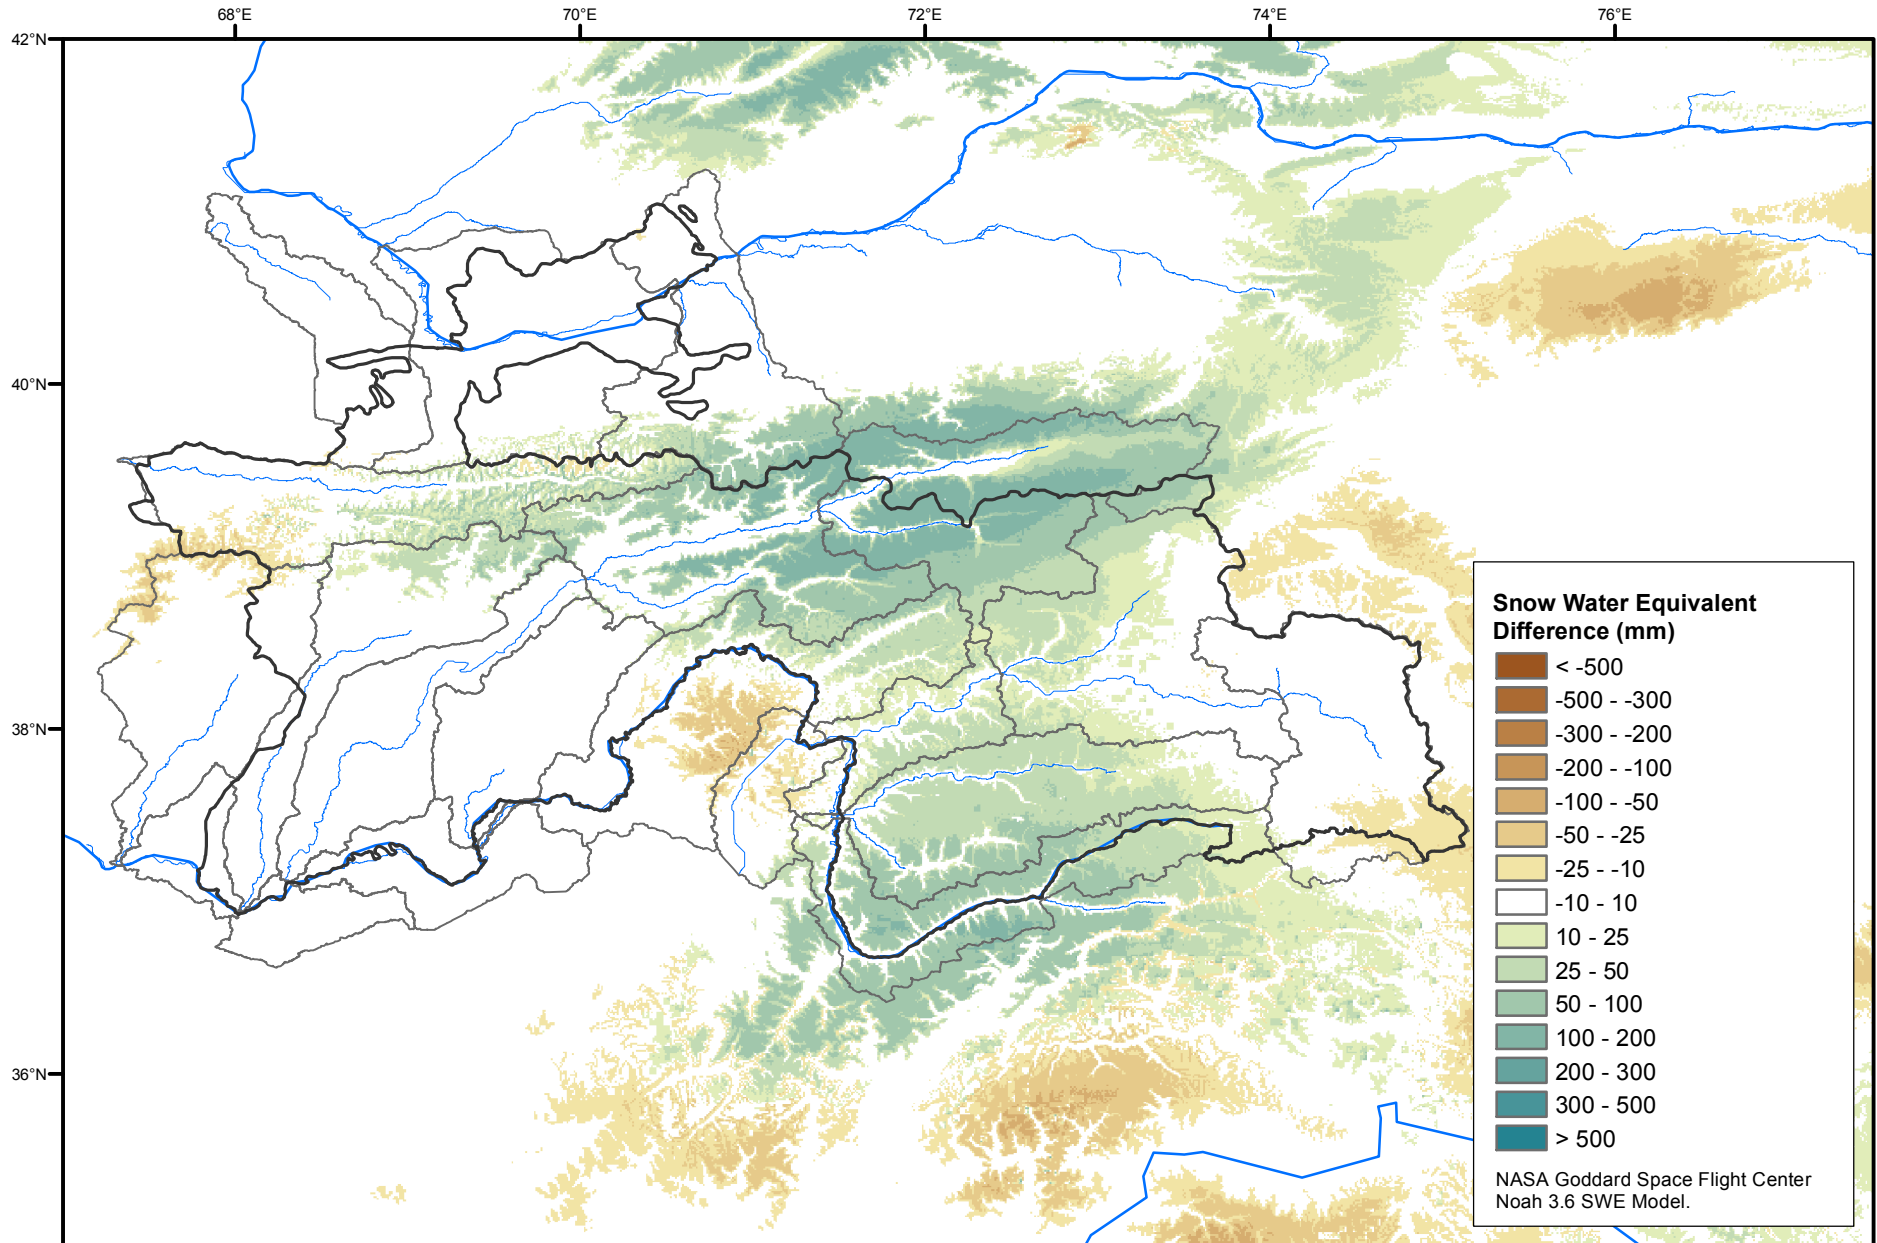 68°E 70°E 72°E 74°E 76°E
42°N
40°N
38°N
36°N
Snow Water Equivalent
Difference (mm)
< -500
-500 - -300
-300 - -200
-200 - -100
-100 - -50
-50 - -25
-25 - -10
-10 - 10
10 - 25
25 - 50
50 - 100
100 - 200
200 - 300
300 - 500
> 500
NASA Goddard Space Flight Center
Noah 3.6 SWE Model.